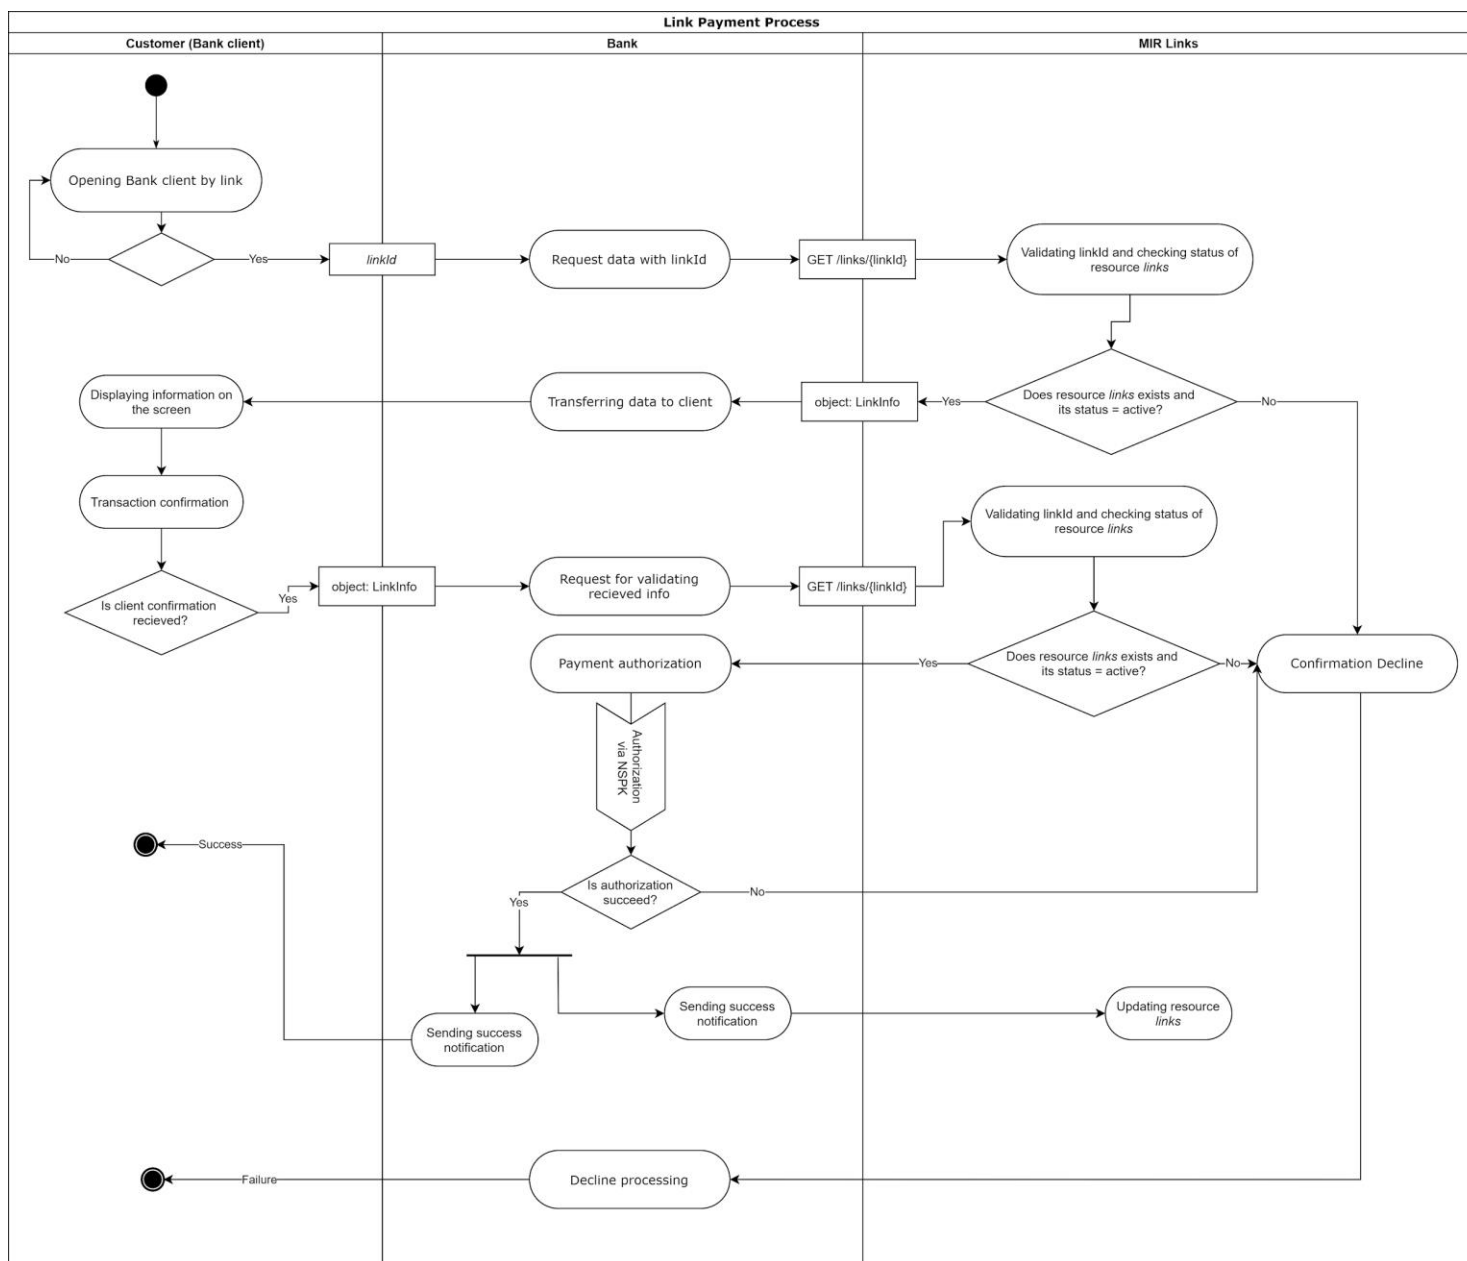 Link Payment Process
Customer (Bank client)
Bank
MIR Links
Opening Bank client by link
No
Yes
linkId
Request data with linkId
GET /links/{linkId}
Validating linkId and checking status of
resource links
Displaying information on
the screen
Transferring data to client
object: LinkInfo
Yes
Does resource links exists and
its status = active?
No
Transaction confirmation
Validating linkId and checking status of
resource links
Is client confirmation
recieved?
Yes
object: LinkInfo
Request for validating
recieved info
GET /links/{linkId}
Payment authorization
Yes
Does resource links exists and
its status = active?
No
Confirmation Decline
Authorization
via NSPK
Success
Is authorization
succeed?
Yes
No
Sending success
notification
Sending success
notification
Updating resource
links
Failure
Decline processing